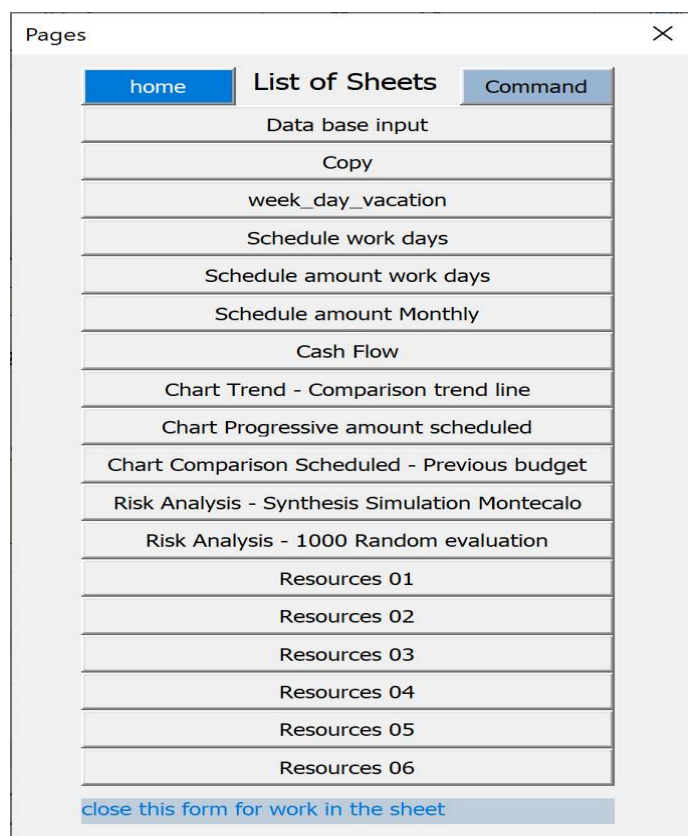 Pages
home List of Sheets Command
Data base input
Copy
week_day_vacation
Schedule work days
Schedule amount work days
Schedule amount Monthly
Cash Flow
Chart Trend - Comparison trend line
Chart Progressive amount scheduled
Chart Comparison Scheduled - Previous budget
Risk Analysis - Synthesis Simulation Montecalo
Risk Analysis - 1000 Random evaluation
Resources 01
Resources 02
Resources 03
Resources 04
Resources 05
Resources 06
close this form for work in the sheet